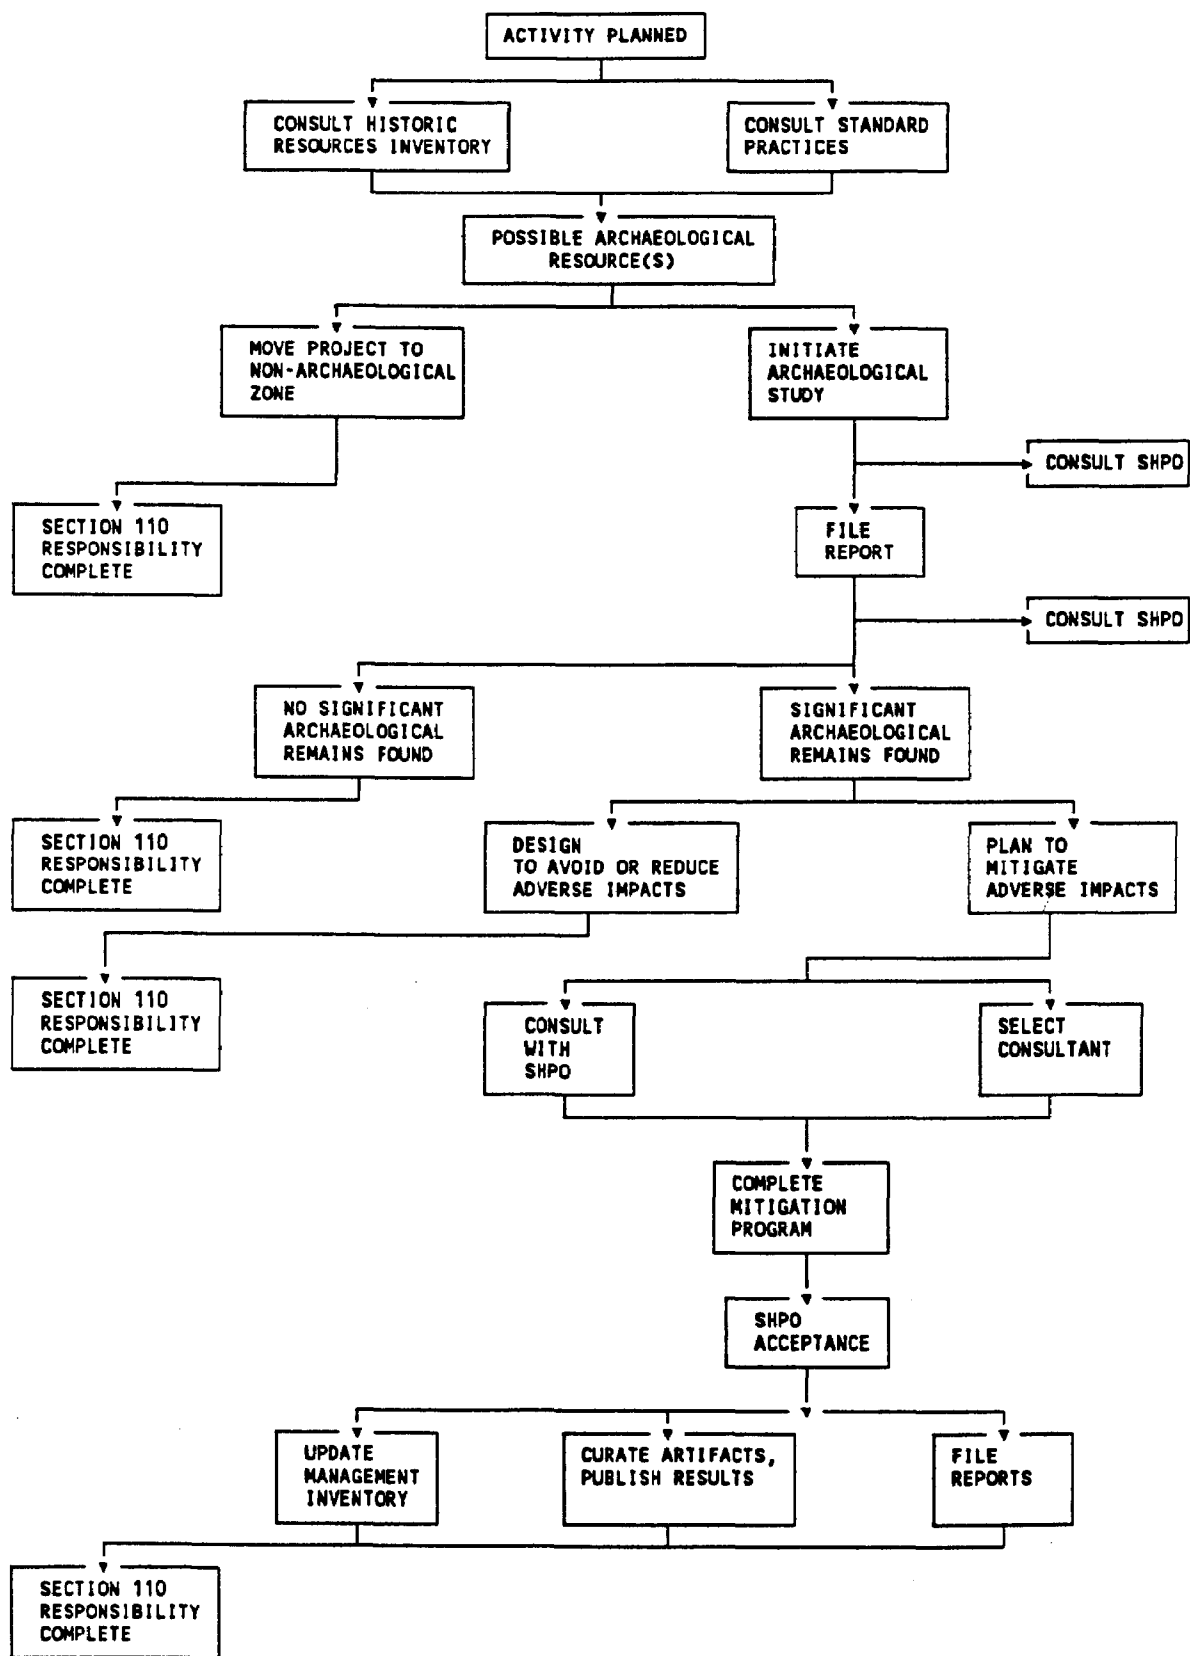 ACTIVITY PLANNED
CONSULT HISTORIC
RESOURCES INVENTORY
CONSULT STANDARD
PRACTICES
POSSIBLE ARCHAEOLOGICAL
RESOURCE(S)
MOVE PROJECT TO
NON-ARCHAEOLOGICAL
ZONE
INITIATE
ARCHAEOLOGICAL
STUDY
CONSULT SHPO
SECTION 110
RESPONSIBILITY
COMPLETE
FILE
REPORT
CONSULT SHPO
NO SIGNIFICANT
ARCHAEOLOGICAL
REMAINS FOUND
SIGNIFICANT
ARCHAEOLOGICAL
REMAINS FOUND
SECTION 110
RESPONSIBILITY
COMPLETE
DESIGN
TO AVOID OR REDUCE
ADVERSE IMPACTS
PLAN TO
MITIGATE
ADVERSE IMPACTS
SECTION 110
RESPONSIBILITY
COMPLETE
CONSULT
WITH
SHPO
SELECT
CONSULTANT
COMPLETE
MITIGATION
PROGRAM
SHPO
ACCEPTANCE
UPDATE
MANAGEMENT
INVENTORY
CURATE ARTIFACTS,
PUBLISH RESULTS
FILE
REPORTS
SECTION 110
RESPONSIBILITY
COMPLETE